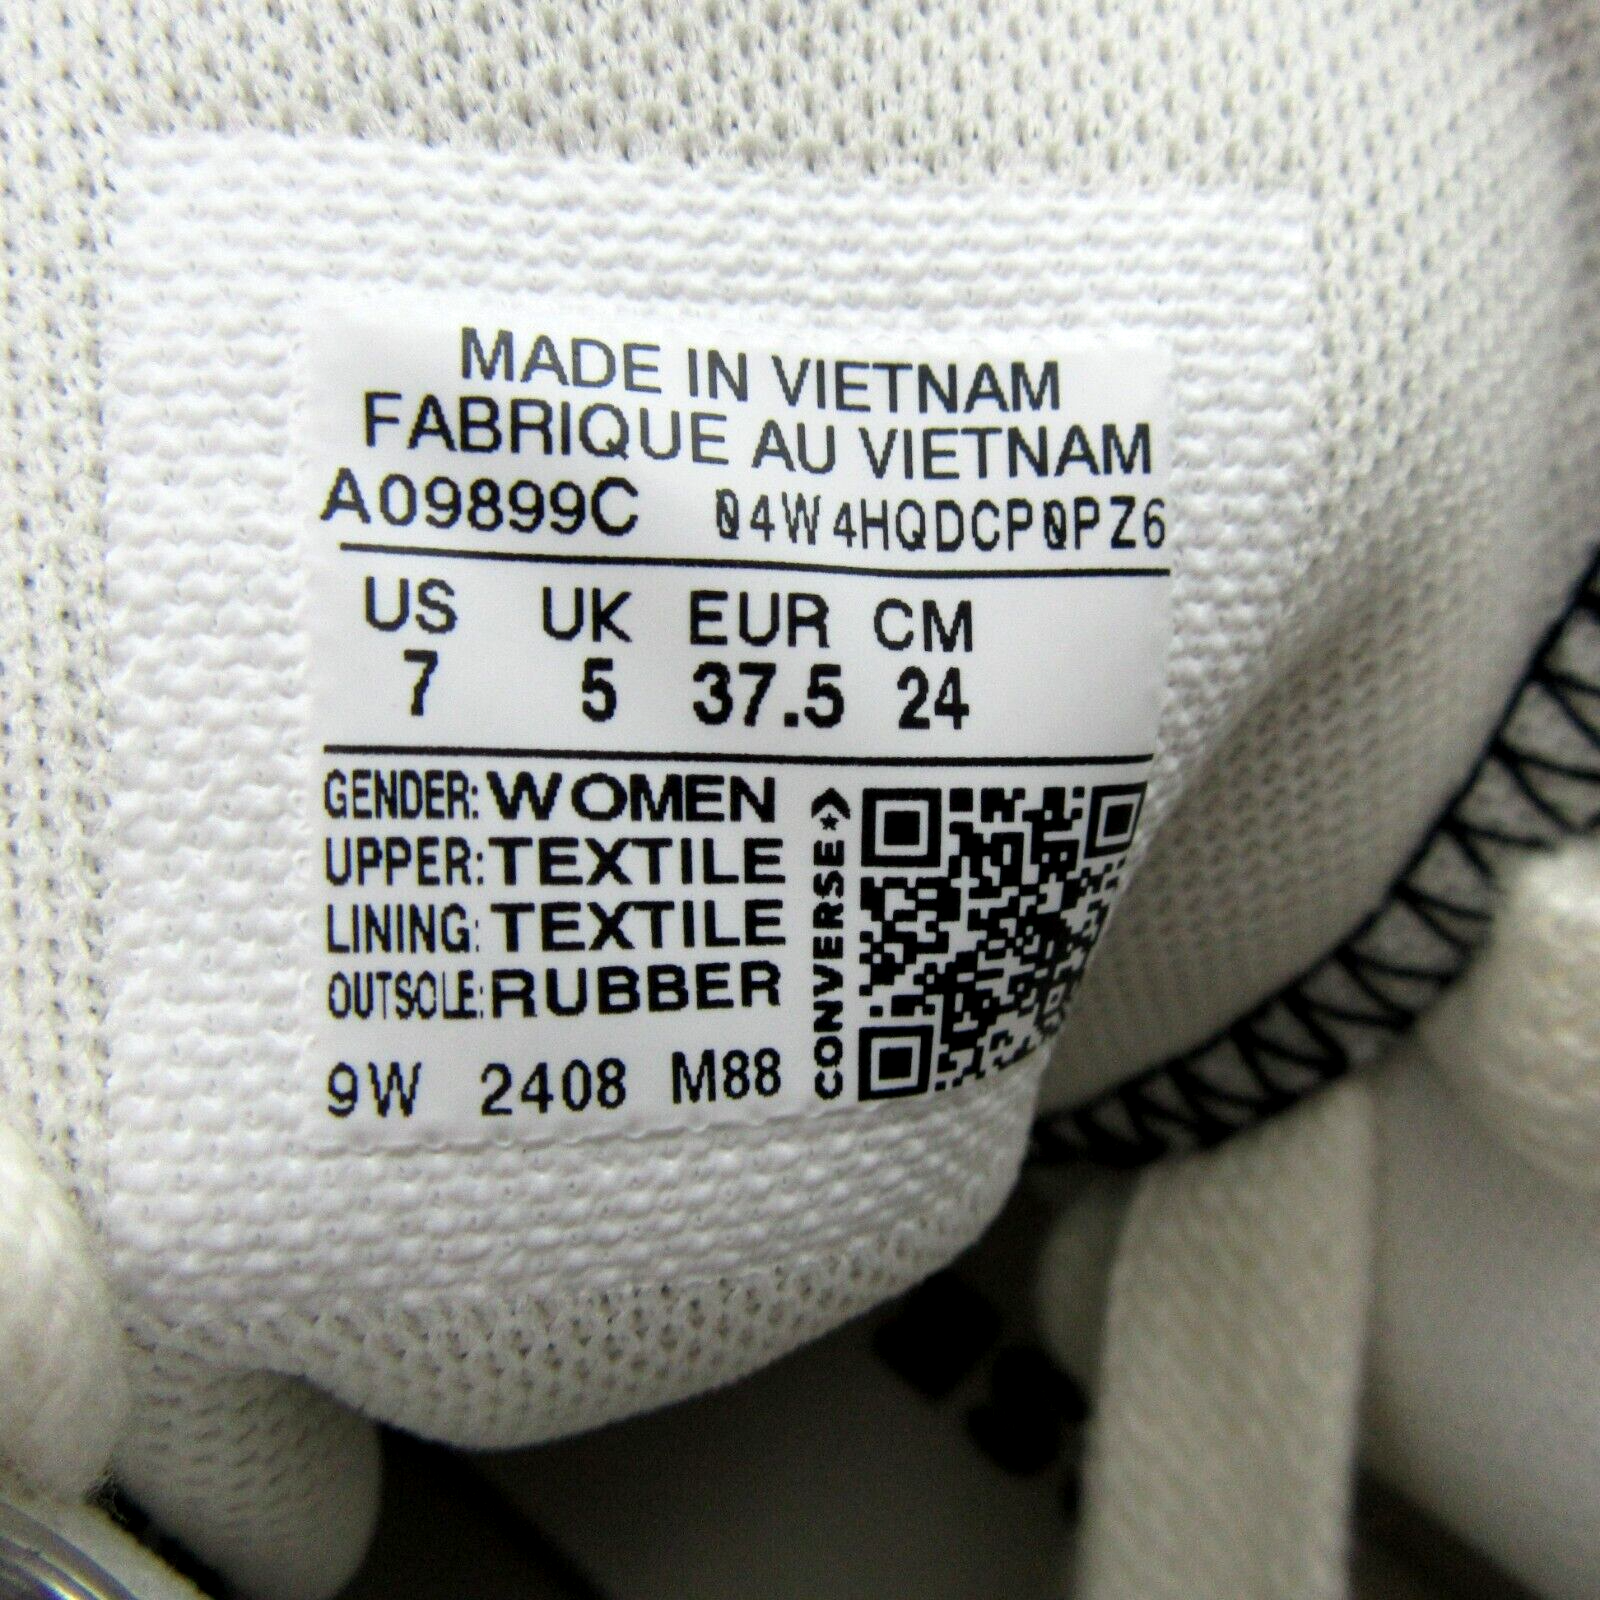 MADE IN VIETNAM
FABRIQUE AU VIETNAM
A09899C 04W4HQDCP0PZ6
US UK EUR CM
7 5 37.5 24
GENDER: WOMEN
UPPER: TEXTILE
LINING: TEXTILE
OUTSOLE: RUBBER
9W 2408 M88
CONVERSE